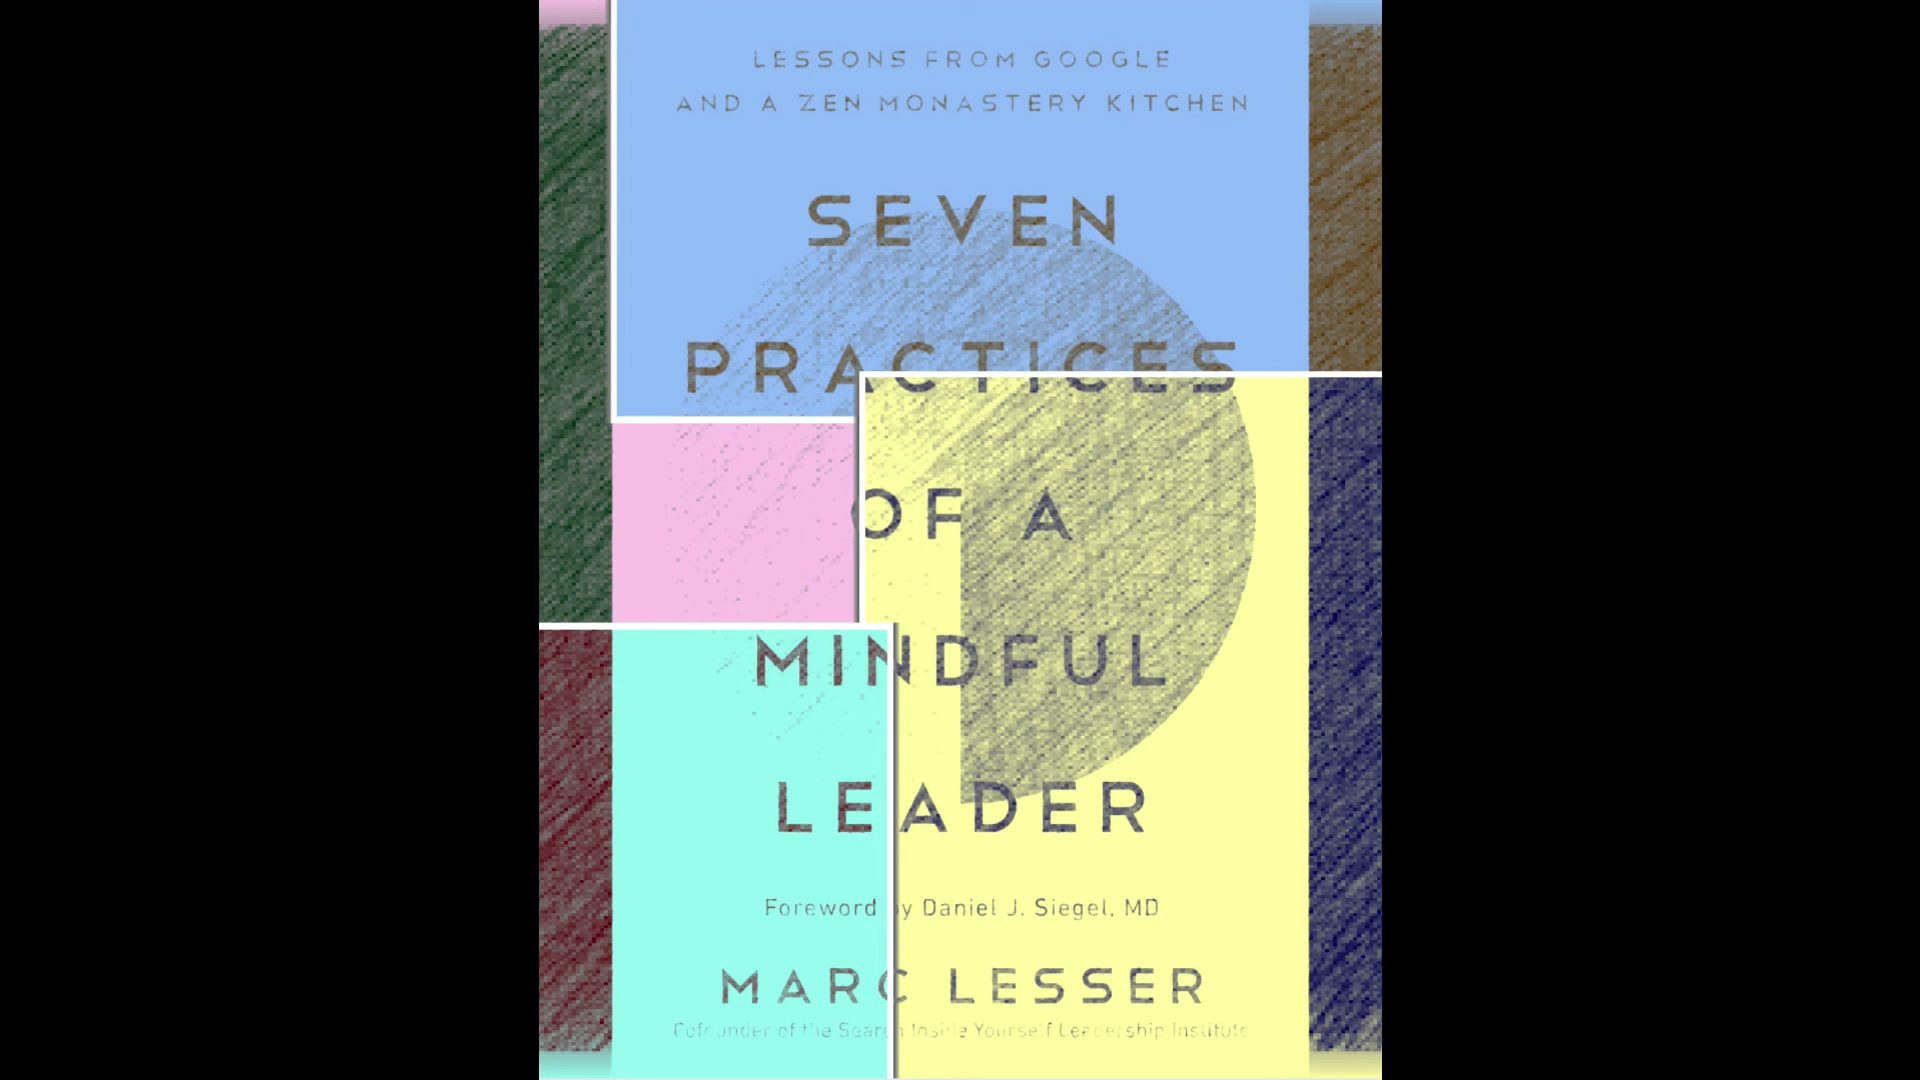 LESSONS FROM GOOGLE
AND A ZEN MONASTERY KITCHEN
SEVEN
PRACTICES
OF A
MINDFUL
LEADER
Foreword by Daniel J. Siegel, MD
MARC LESSER
Cofounder of the Search Inside Yourself Leadership Institute